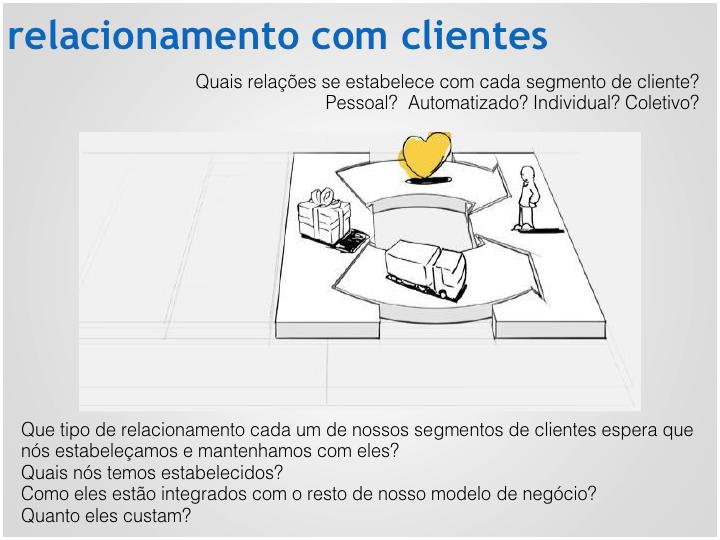 relacionamento com clientes
Quais relações se estabelece com cada segmento de cliente?
Pessoal? Automatizado? Individual? Coletivo?
Que tipo de relacionamento cada um de nossos segmentos de clientes espera que
nós estabeleçamos e mantenhamos com eles?
Quais nós temos estabelecidos?
Como eles estão integrados com o resto de nosso modelo de negócio?
Quanto eles custam?